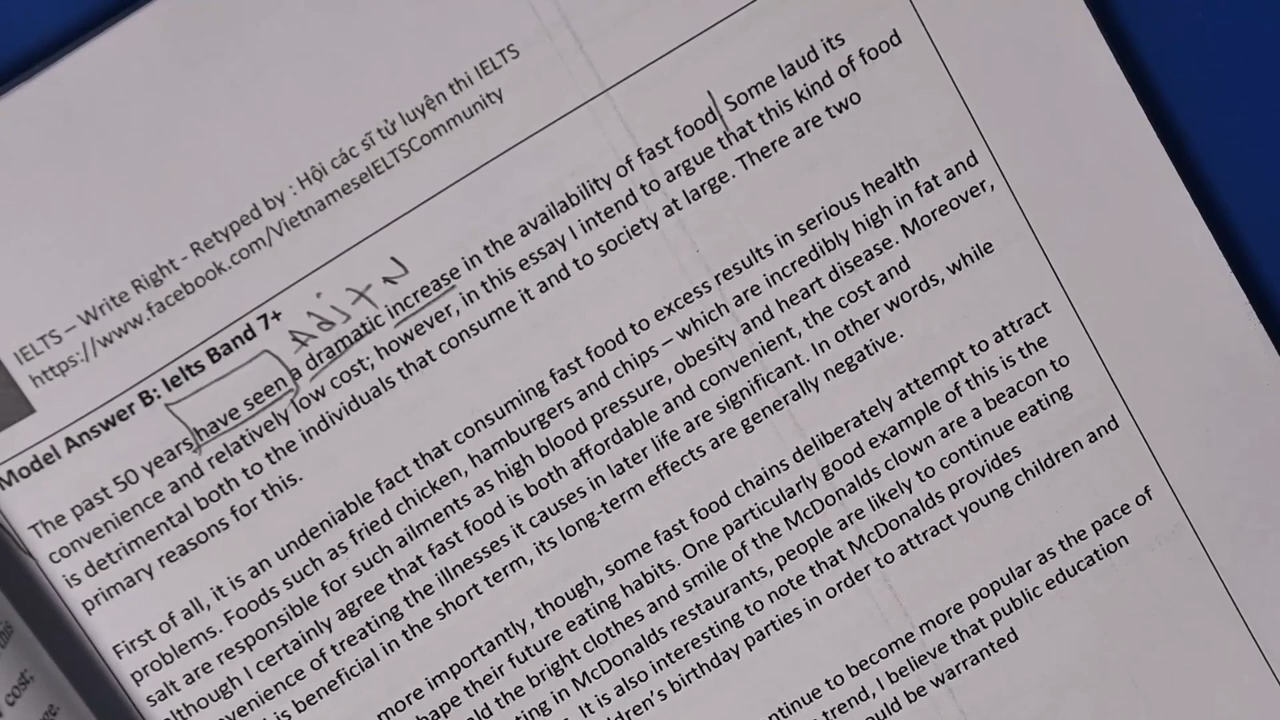 IELTS – Write Right - Retyped by : Hội các sĩ tử luyện thi IELTS
https://www.facebook.com/VietnameseIELTSCommunity
Model Answer B: Ielts Band 7+
Adj + N
The past 50 years have seen a dramatic increase in the availability of fast food Some laud its
convenience and relatively low cost; however, in this essay I intend to argue that this kind of food
is detrimental both to the individuals that consume it and to society at large. There are two
primary reasons for this.
First of all, it is an undeniable fact that consuming fast food to excess results in serious health
problems. Foods such as fried chicken, hamburgers and chips – which are incredibly high in fat and
salt are responsible for such ailments as high blood pressure, obesity and heart disease. Moreover,
although I certainly agree that fast food is both affordable and convenient, the cost and
of treating the illnesses it causes in later life are significant. In other words, while
is beneficial in the short term, its long-term effects are generally negative.
more importantly, though, some fast food chains deliberately attempt to attract
their future eating habits. One particularly good example of this is the
the bright clothes and smile of the McDonalds clown are a beacon to
in McDonalds restaurants, people are likely to continue eating
It is also interesting to note that McDonalds provides
birthday parties in order to attract young children and
become more popular as the pace of
trend, I believe that public education
be warranted
this
cost;